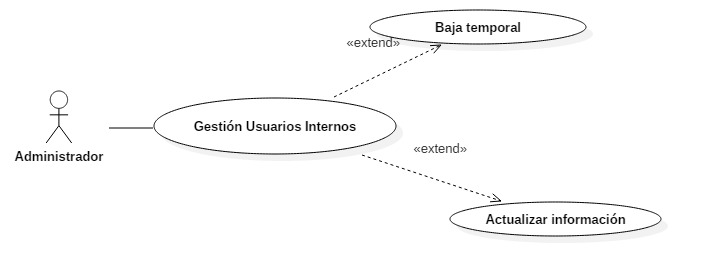 Baja temporal
«extend»
Gestión Usuarios Internos
Administrador
«extend»
Actualizar información